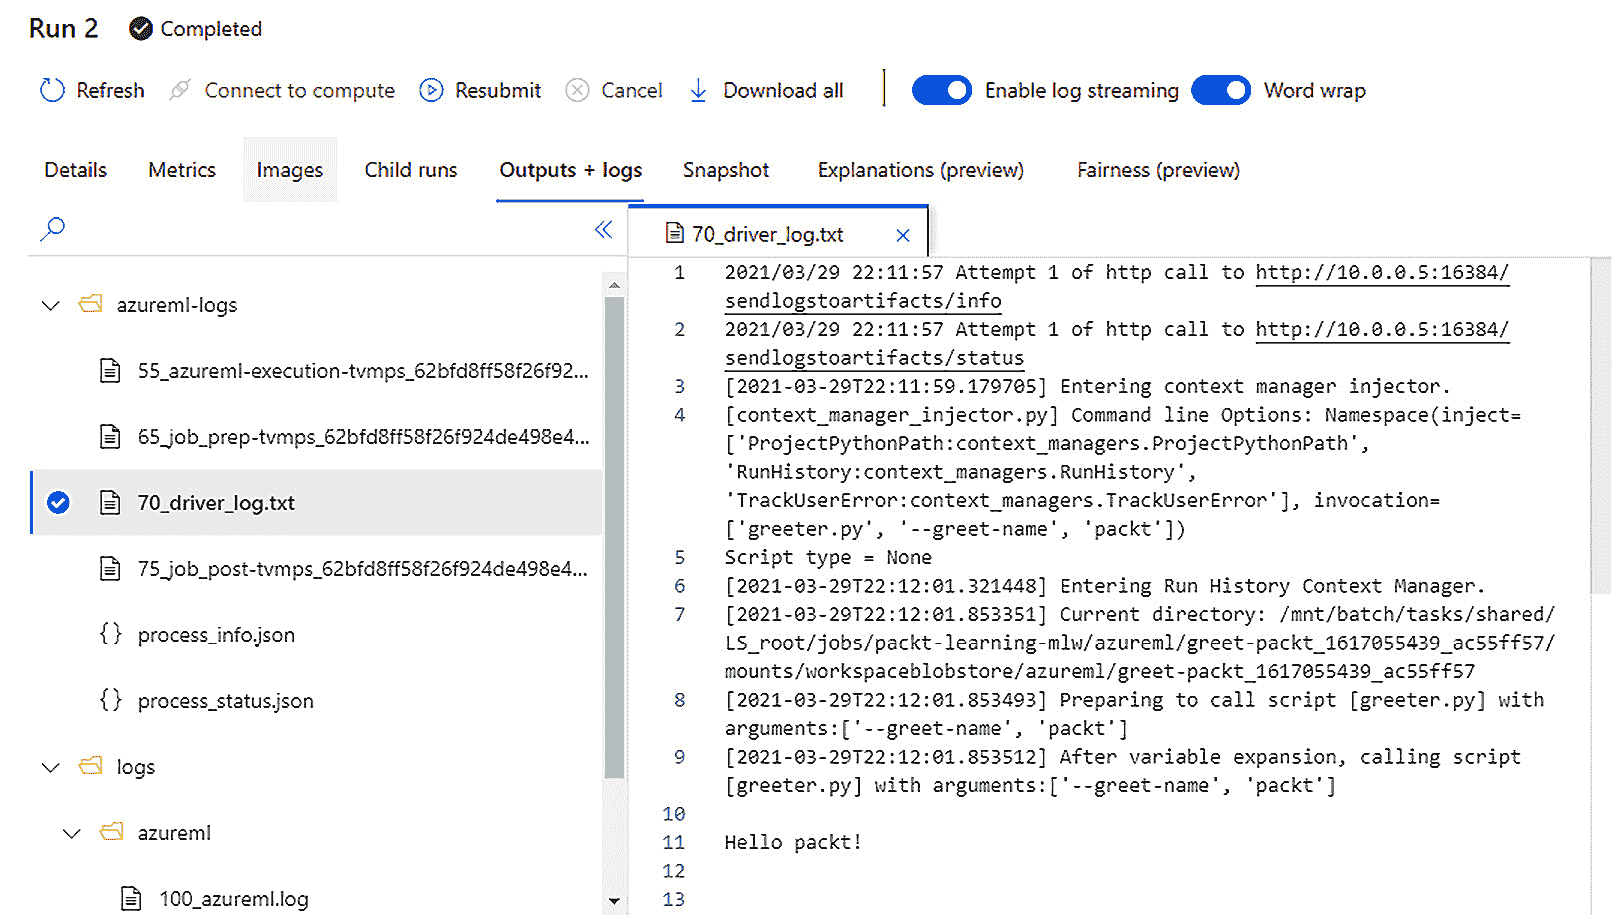 Run 2 Completed
Refresh Connect to compute Resubmit Cancel Download all Enable log streaming Word wrap
Details Metrics Images Child runs Outputs + logs Snapshot Explanations (preview) Fairness (preview)
azureml-logs
55_azureml-execution-tvmps_62bfd8ff58f26f92...
65_job_prep-tvmps_62bfd8ff58f26f924de498e4...
70_driver_log.txt
75_job_post-tvmps_62bfd8ff58f26f924de498e4...
{} process_info.json
{} process_status.json
logs
azureml
100_azureml.log
70_driver_log.txt
1 2021/03/29 22:11:57 Attempt 1 of http call to http://10.0.0.5:16384/
sendlogstoartifacts/info
2 2021/03/29 22:11:57 Attempt 1 of http call to http://10.0.0.5:16384/
sendlogstoartifacts/status
3 [2021-03-29T22:11:59.179705] Entering context manager injector.
4 [context_manager_injector.py] Command line Options: Namespace(inject=
['ProjectPythonPath:context_managers.ProjectPythonPath',
'RunHistory:context_managers.RunHistory',
'TrackUserError:context_managers.TrackUserError'], invocation=
['greeter.py', '--greet-name', 'packt'])
5 Script type = None
6 [2021-03-29T22:12:01.321448] Entering Run History Context Manager.
7 [2021-03-29T22:12:01.853351] Current directory: /mnt/batch/tasks/shared/
LS_root/jobs/packt-learning-mlw/azureml/greet-packt_1617055439_ac55ff57/
mounts/workspaceblobstore/azureml/greet-packt_1617055439_ac55ff57
8 [2021-03-29T22:12:01.853493] Preparing to call script [greeter.py] with
arguments:['--greet-name', 'packt']
9 [2021-03-29T22:12:01.853512] After variable expansion, calling script
[greeter.py] with arguments:['--greet-name', 'packt']
10
11 Hello packt!
12
13